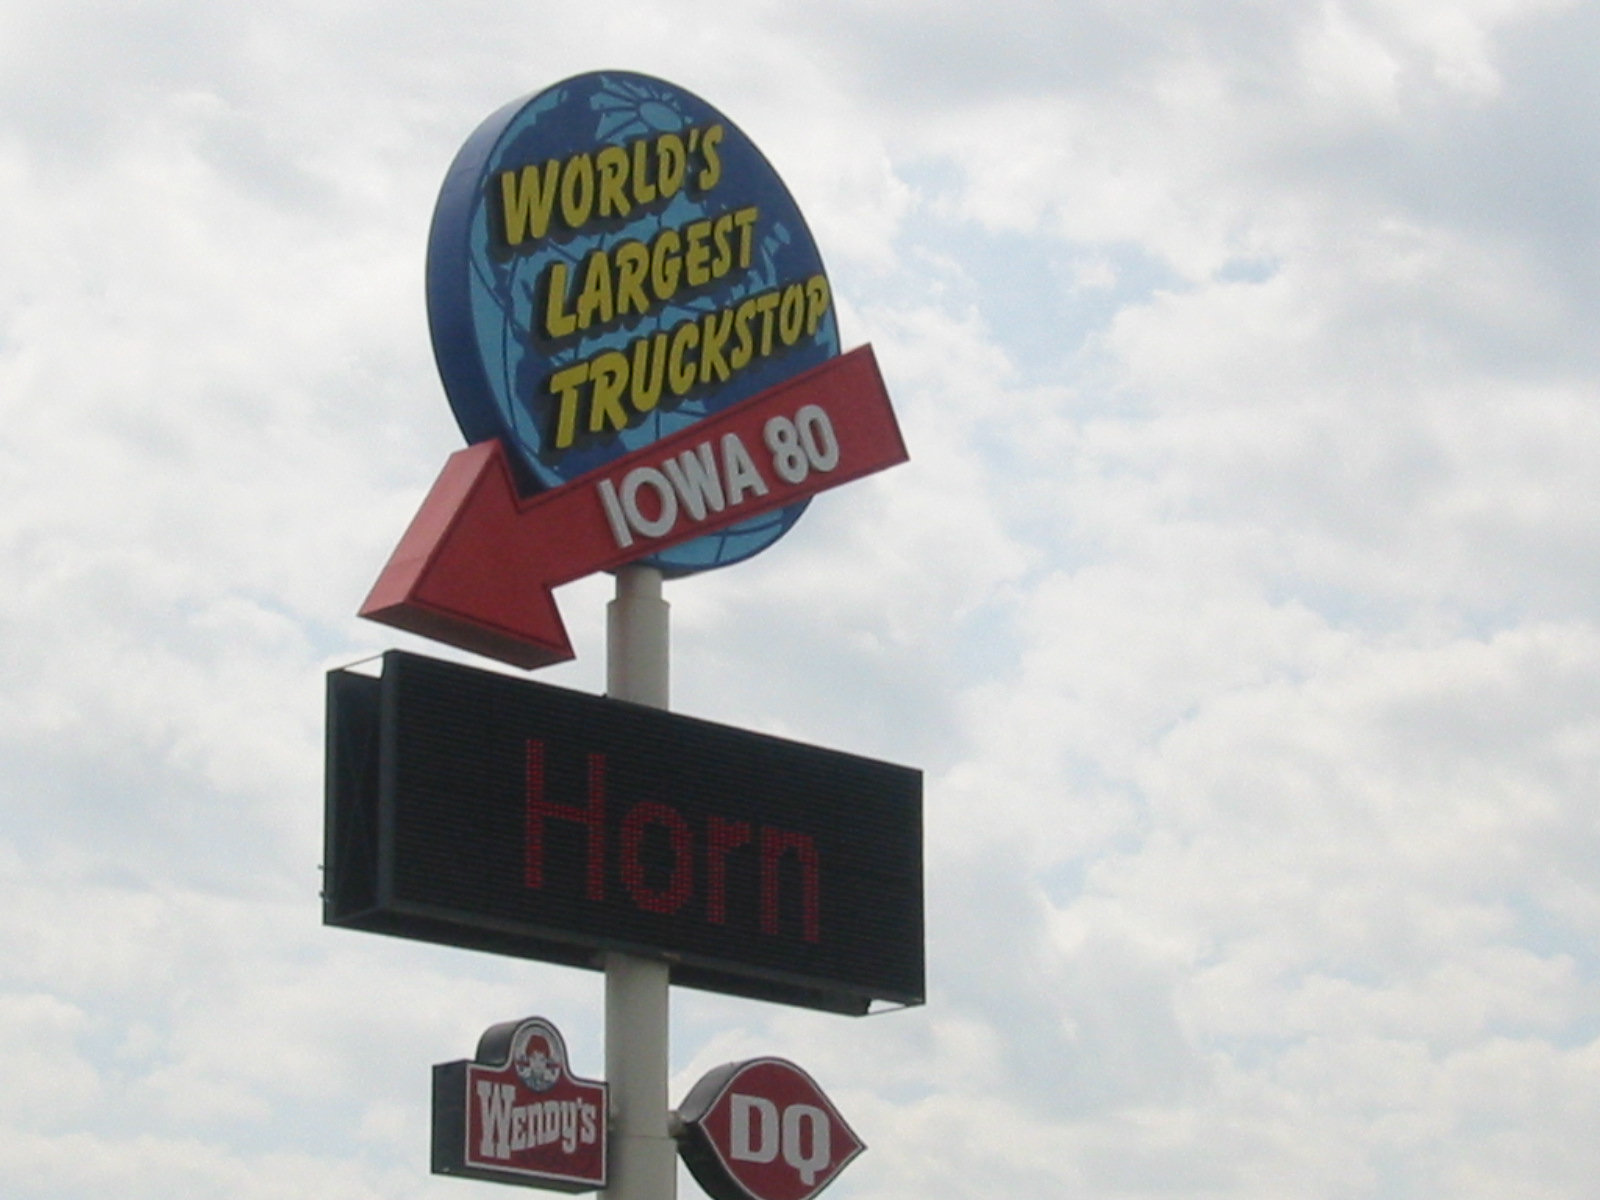 WORLD'S
LARGEST
TRUCKSTOP
IOWA 80
Horn
WENDY'S
DQ